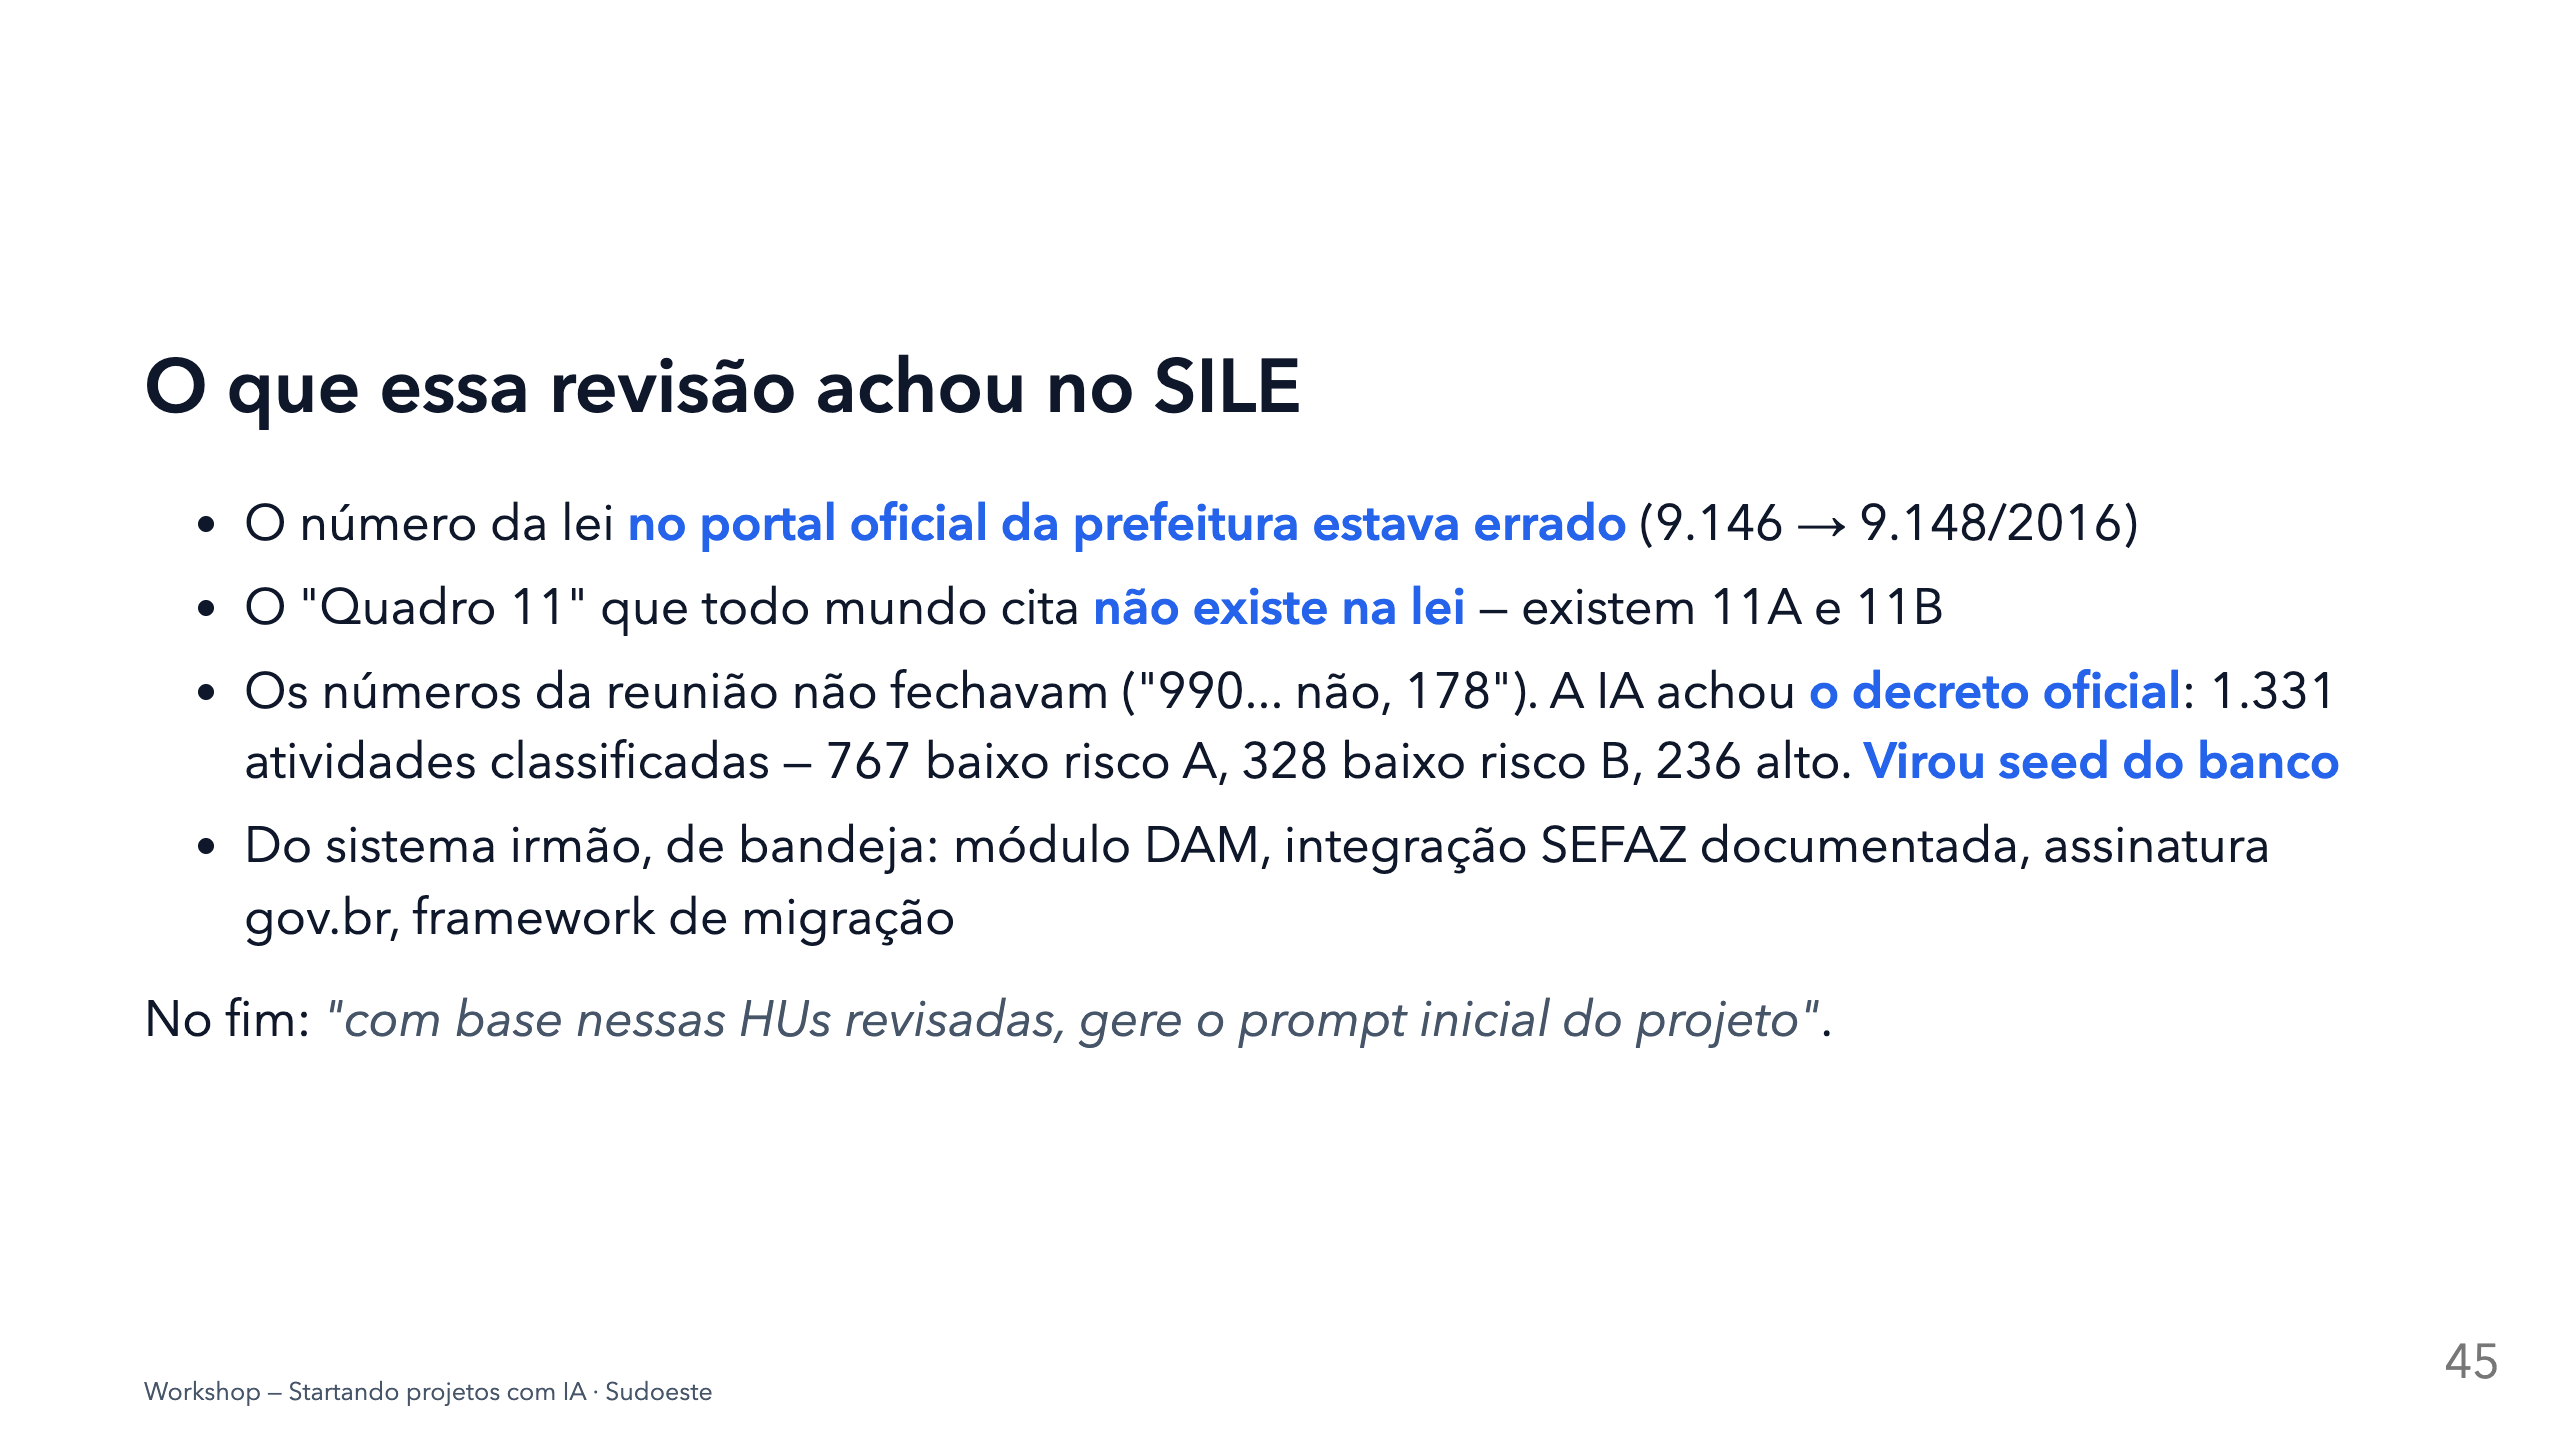 O que essa revisão achou no SILE
• O número da lei no portal oficial da prefeitura estava errado (9.146 → 9.148/2016)
• O "Quadro 11" que todo mundo cita não existe na lei – existem 11A e 11B
• Os números da reunião não fechavam ("990... não, 178"). A IA achou o decreto oficial: 1.331
atividades classificadas – 767 baixo risco A, 328 baixo risco B, 236 alto. Virou seed do banco
• Do sistema irmão, de bandeja: módulo DAM, integração SEFAZ documentada, assinatura
gov.br, framework de migração
No fim: "com base nessas HUs revisadas, gere o prompt inicial do projeto".
Workshop – Startando projetos com IA · Sudoeste
45